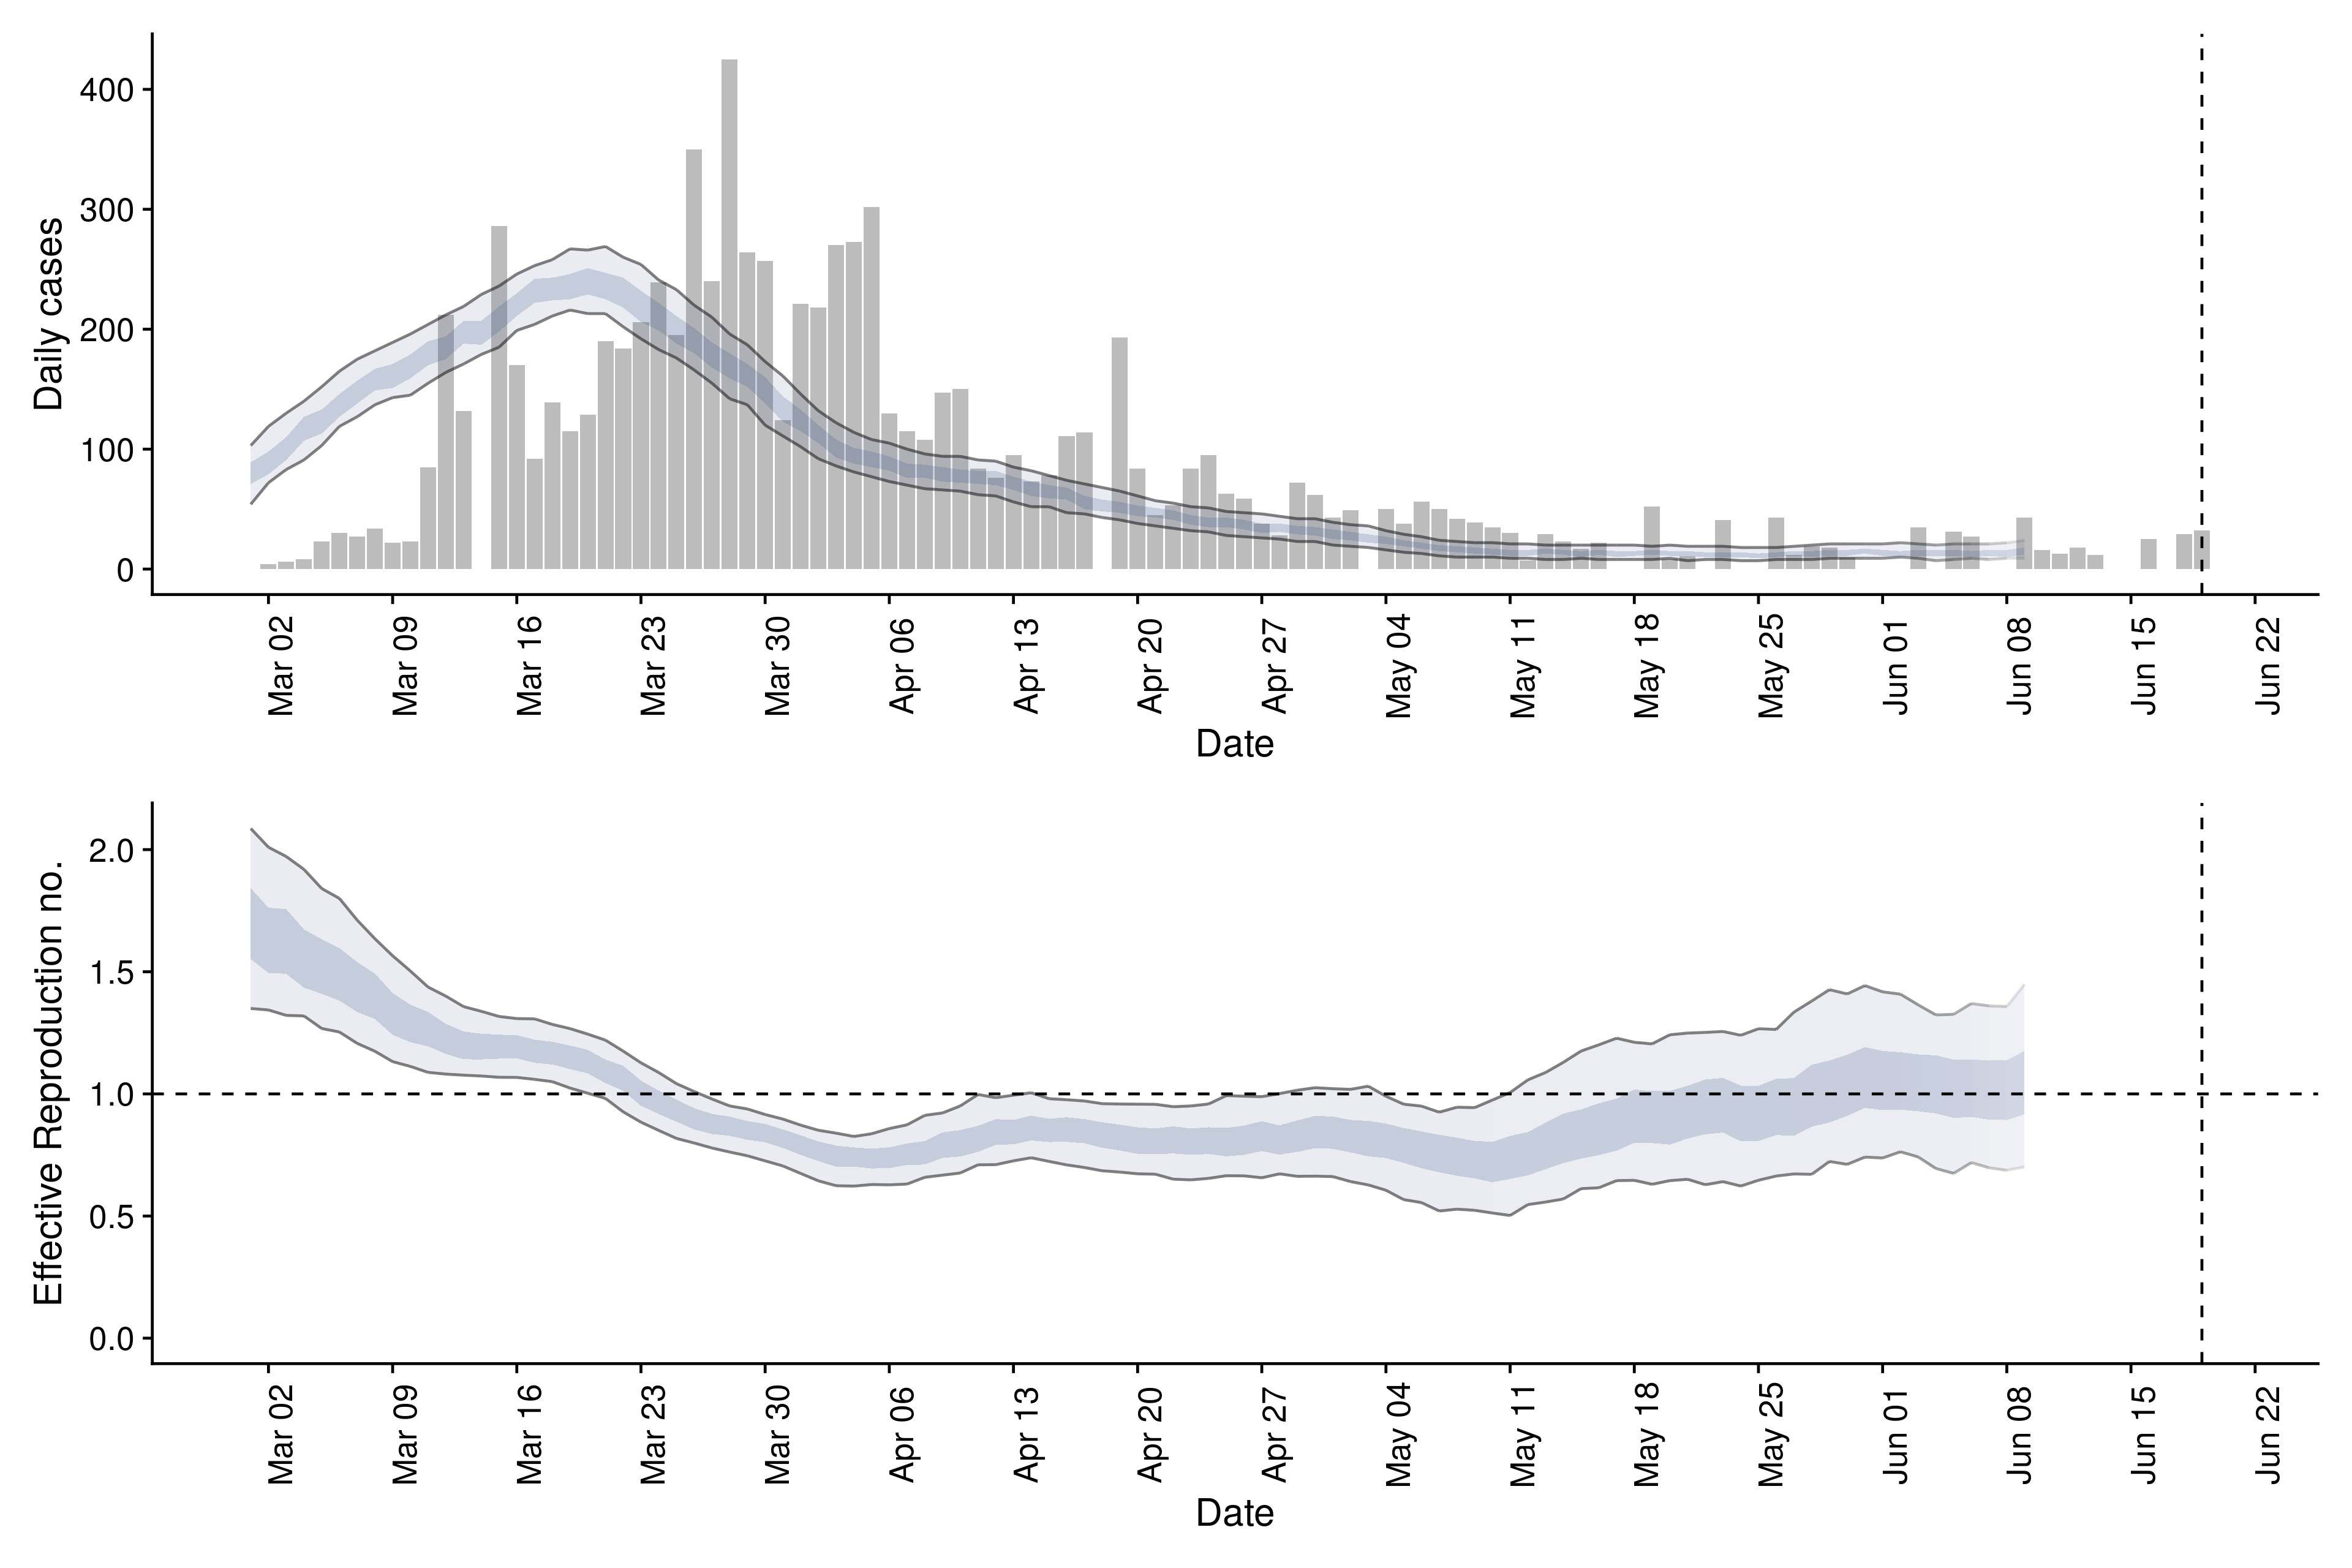 Daily cases
400
300
200
100
0
Mar 02
Mar 09
Mar 16
Mar 23
Mar 30
Apr 06
Apr 13
Apr 20
Apr 27
May 04
May 11
May 18
May 25
Jun 01
Jun 08
Jun 15
Jun 22
Date
Effective Reproduction no.
2.0
1.5
1.0
0.5
0.0
Mar 02
Mar 09
Mar 16
Mar 23
Mar 30
Apr 06
Apr 13
Apr 20
Apr 27
May 04
May 11
May 18
May 25
Jun 01
Jun 08
Jun 15
Jun 22
Date